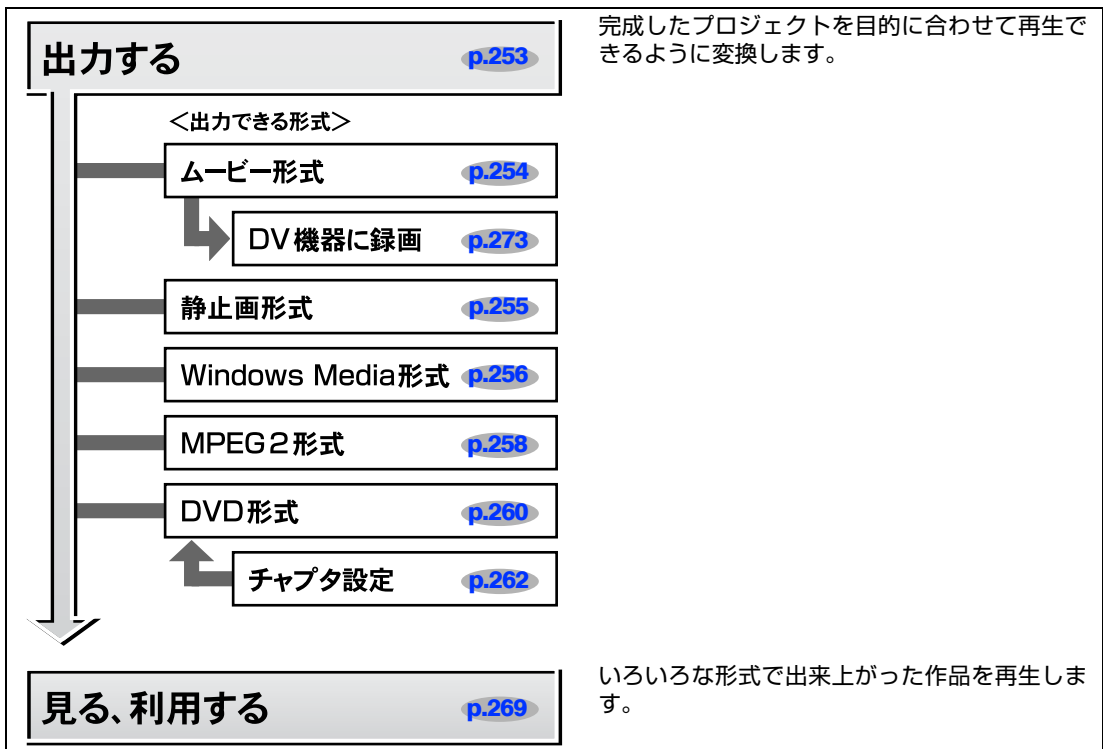 出力する p.253
完成したプロジェクトを目的に合わせて再生で
きるように変換します。
<出力できる形式>
ムービー形式 p.254
DV機器に録画 p.273
静止画形式 p.255
Windows Media形式 p.256
MPEG2形式 p.258
DVD形式 p.260
チャプタ設定 p.262
見る、利用する p.269
いろいろな形式で出来上がった作品を再生しま
す。